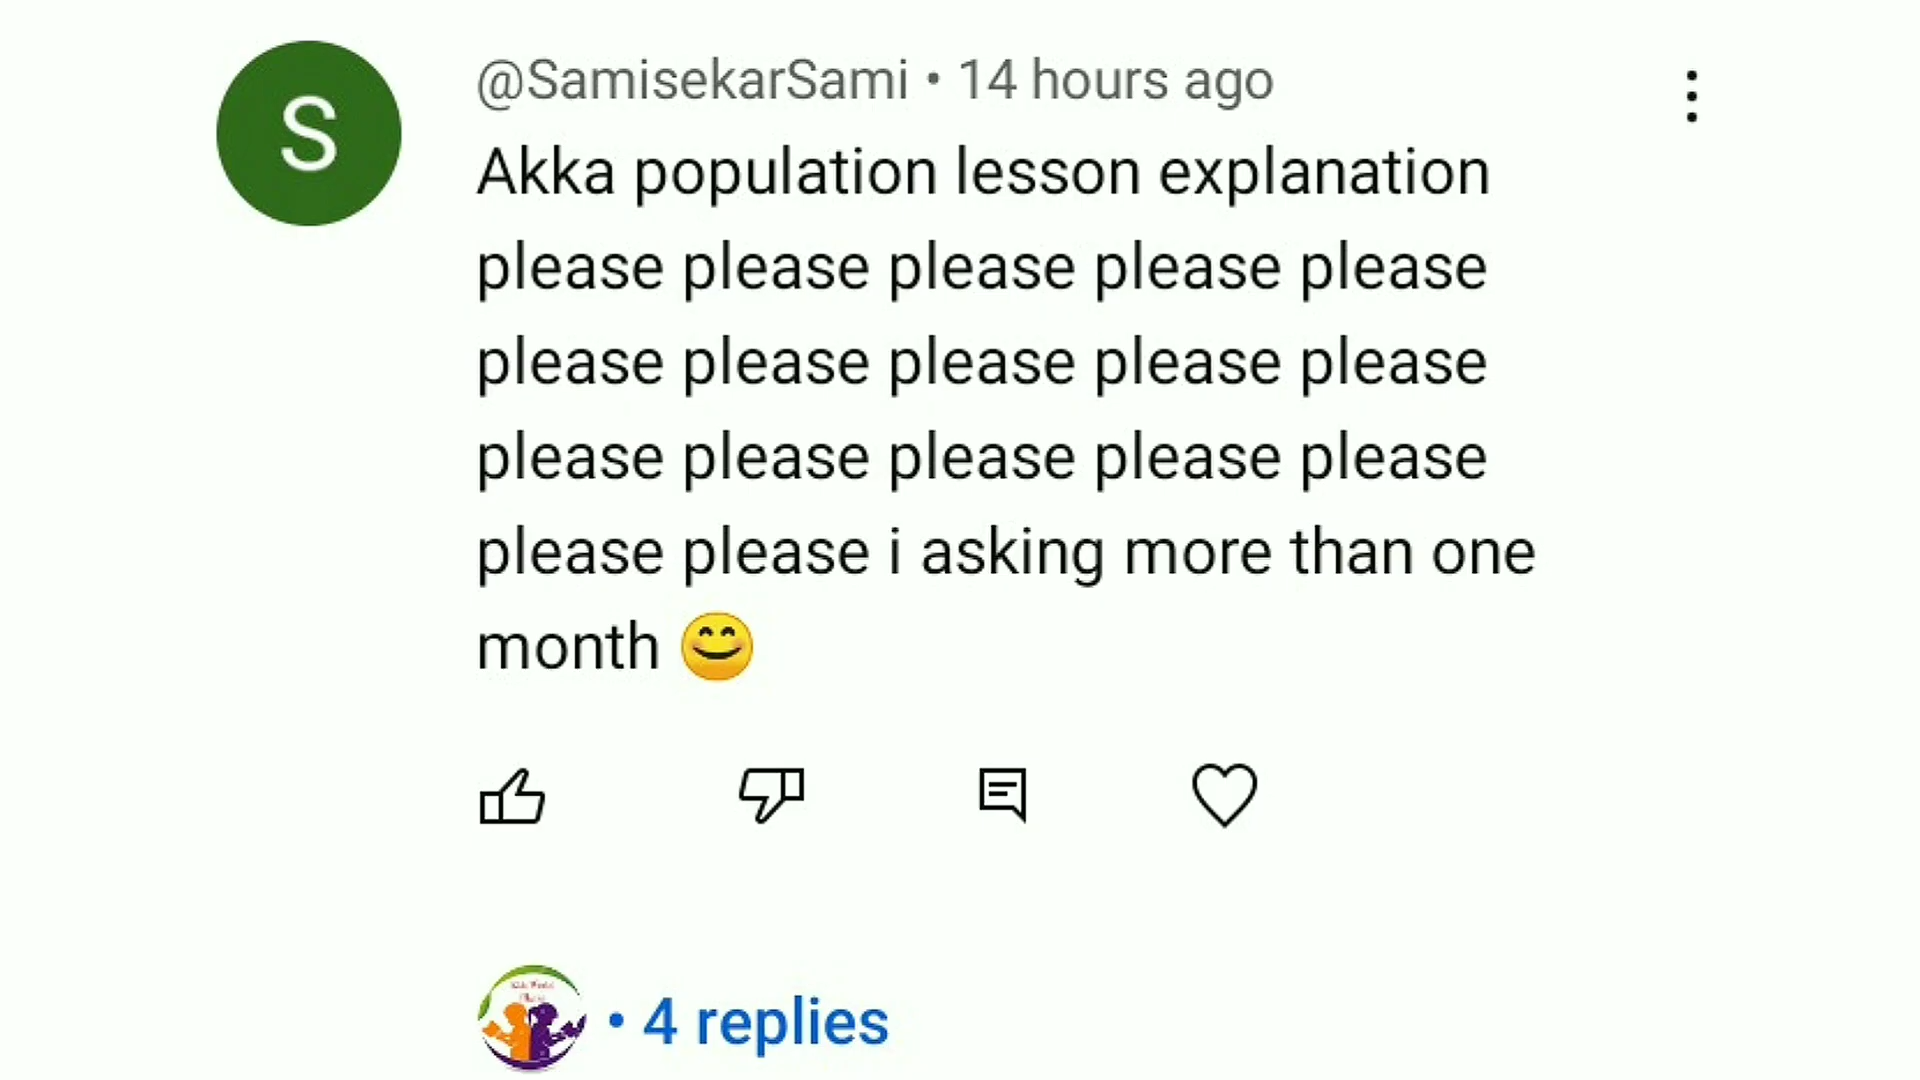 S
@SamisekarSami • 14 hours ago
Akka population lesson explanation
please please please please please
please please please please please
please please please please please
please please i asking more than one
month 😊
• 4 replies